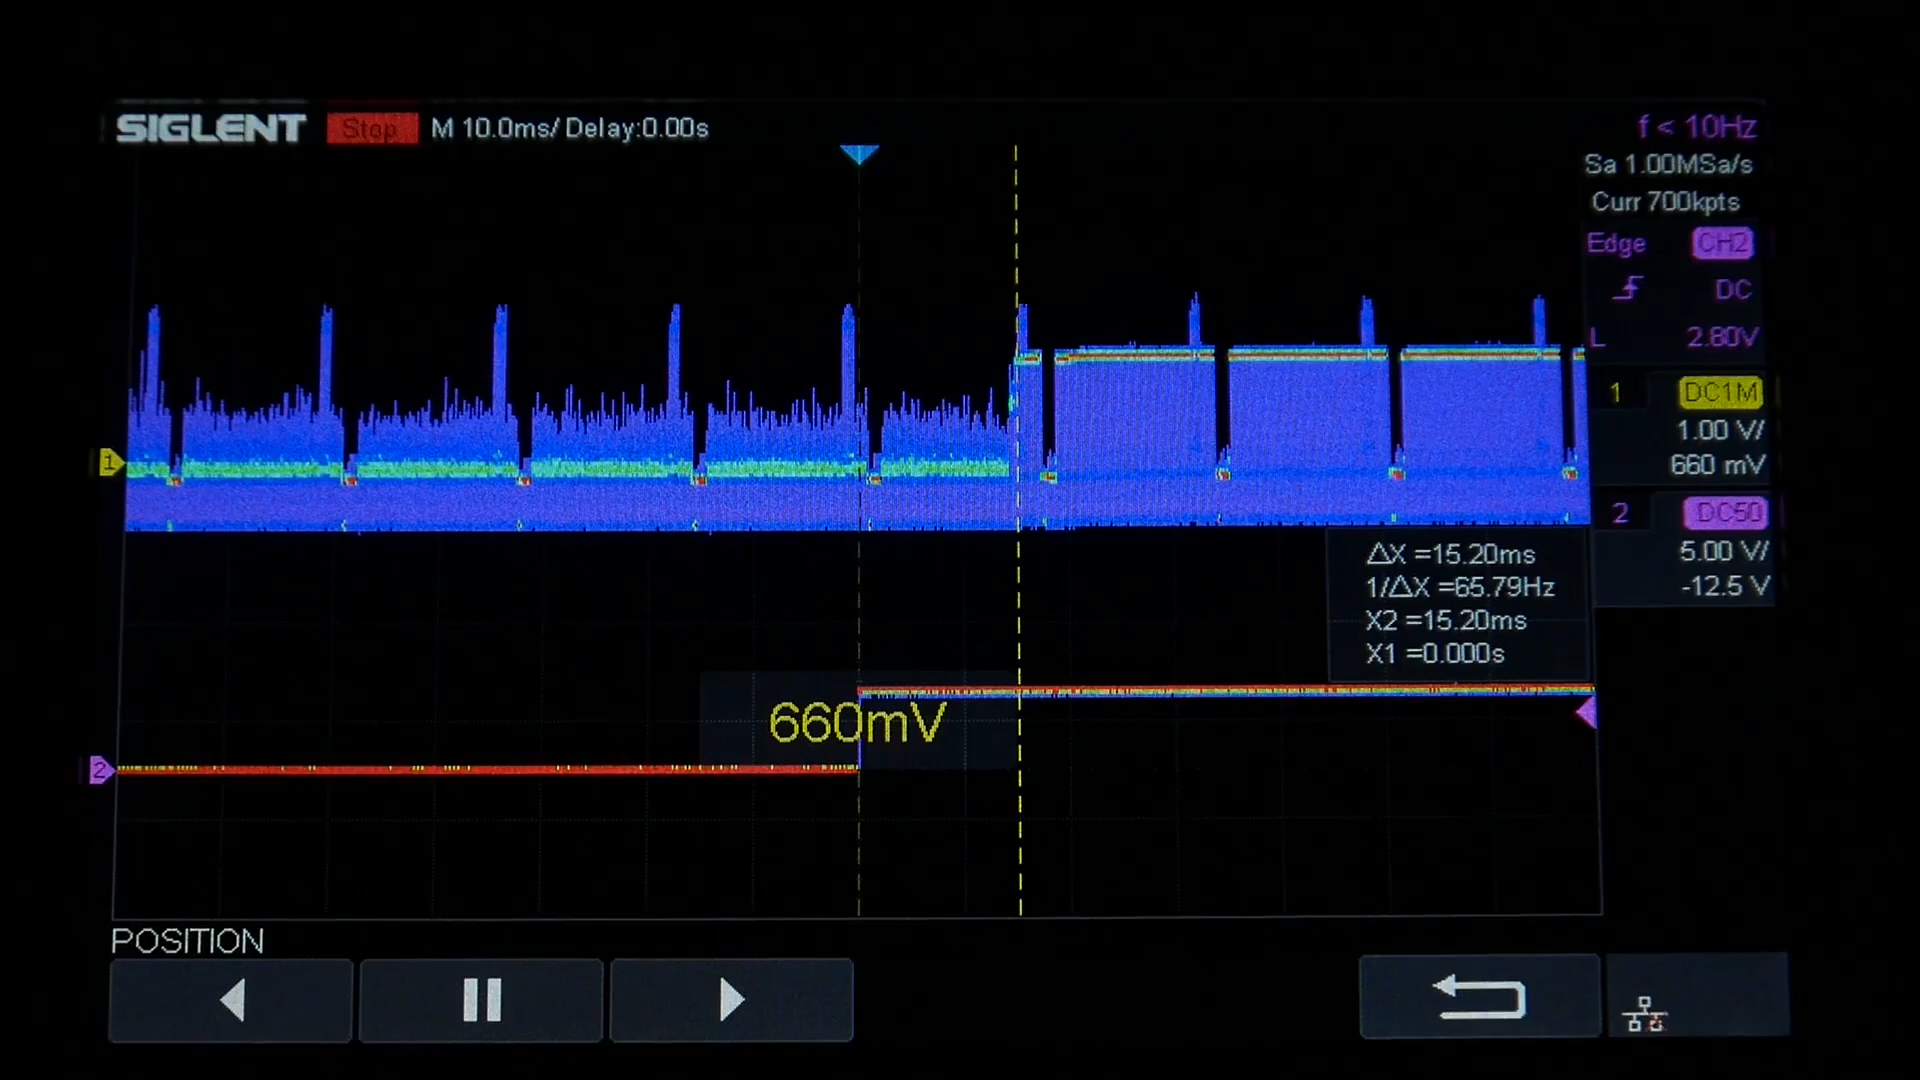 SIGLENT Stop M 10.0ms/ Delay:0.00s
f < 10Hz
Sa 1.00MSa/s
Curr 700kpts
Edge CH2
DC
L 2.80V
1 DC1M
1.00 V/
660 mV
2 DC50
5.00 V/
-12.5 V
1
ΔX =15.20ms
1/ΔX =65.79Hz
X2 =15.20ms
X1 =0.000s
660mV
2
POSITION